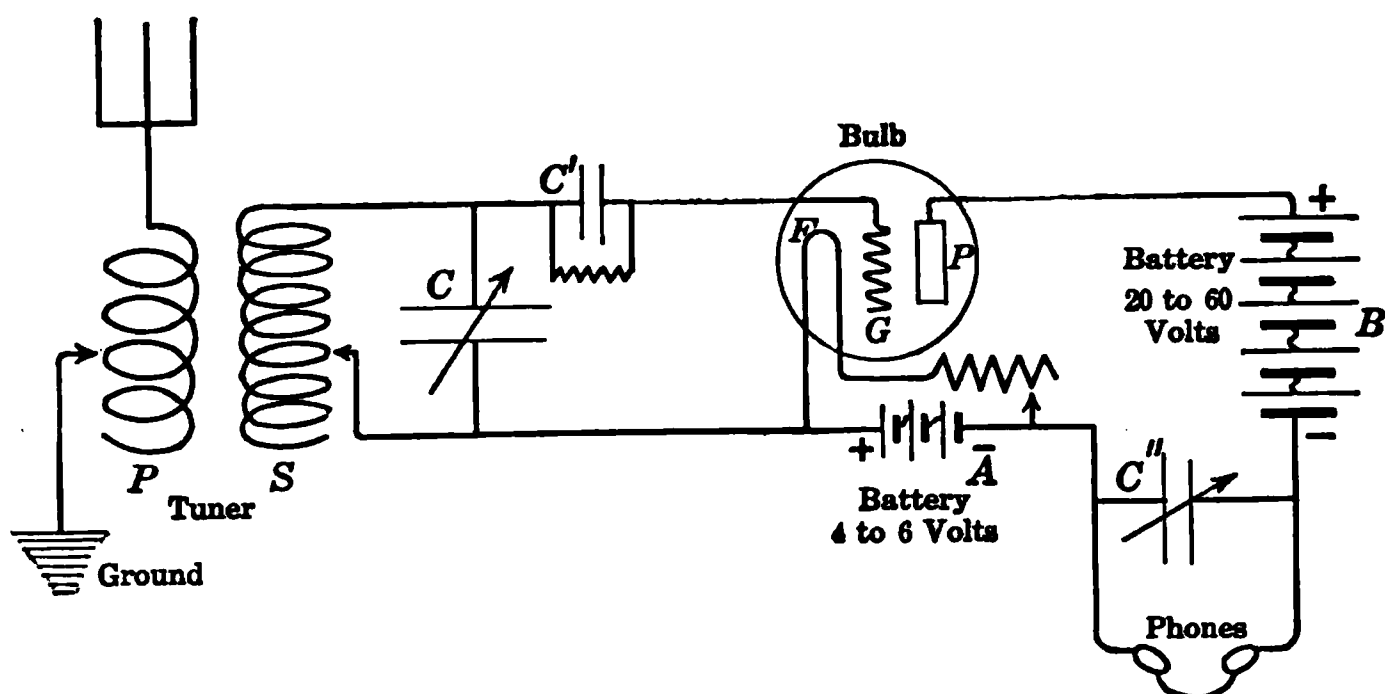 Bulb
C'
F
P
G
C
+
Battery
20 to 60
Volts
B
−
P
S
Tuner
+
A
−
Battery
4 to 6 Volts
C"
Ground
Phones